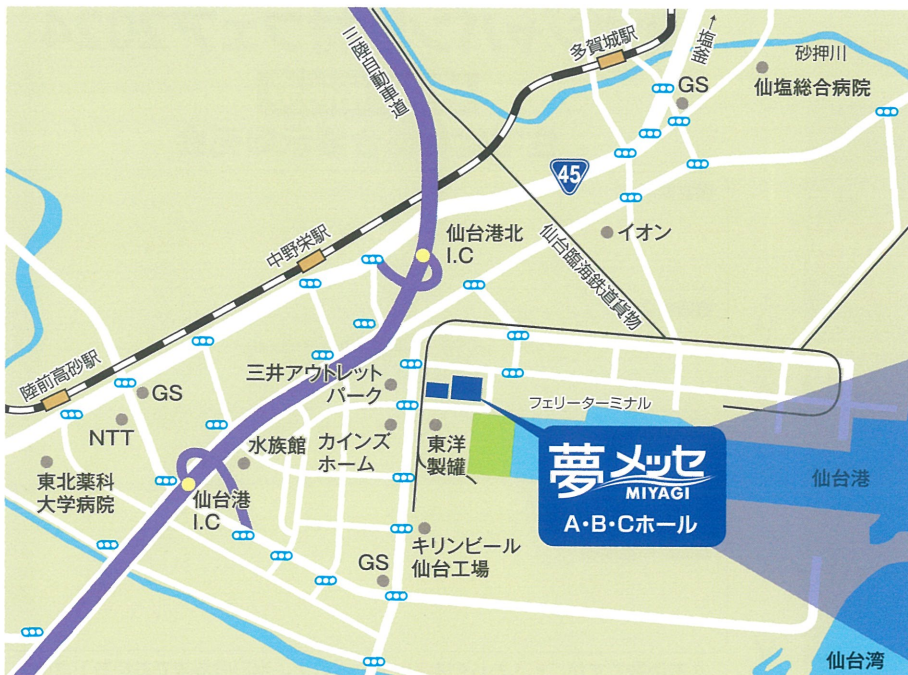 三陸自動車道
多賀城駅
→塩釜
砂押川
仙塩総合病院
GS
45
中野栄駅
仙台港北
I.C
イオン
仙台臨海鉄道貨物
陸前高砂駅
GS
NTT
三井アウトレット
パーク
フェリーターミナル
東北薬科
大学病院
水族館
カインズ
ホーム
東洋
製罐
夢メッセ
MIYAGI
A・B・Cホール
仙台港
仙台港
I.C
キリンビール
仙台工場
GS
仙台湾